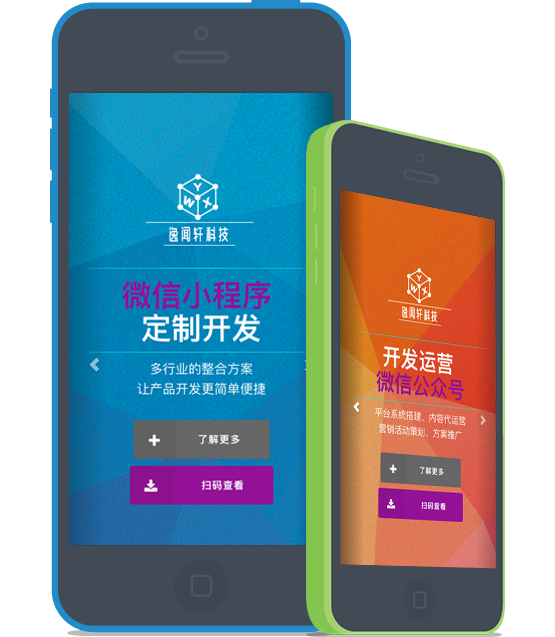 Y
W X
逸闻轩科技
微信小程序
定制开发
多行业的整合方案
让产品开发更简单便捷
了解更多
扫码查看
Y
W X
逸闻轩科技
开发运营
微信公众号
平台系统搭建、内容代运营
营销活动策划、方案推广
了解更多
扫码查看